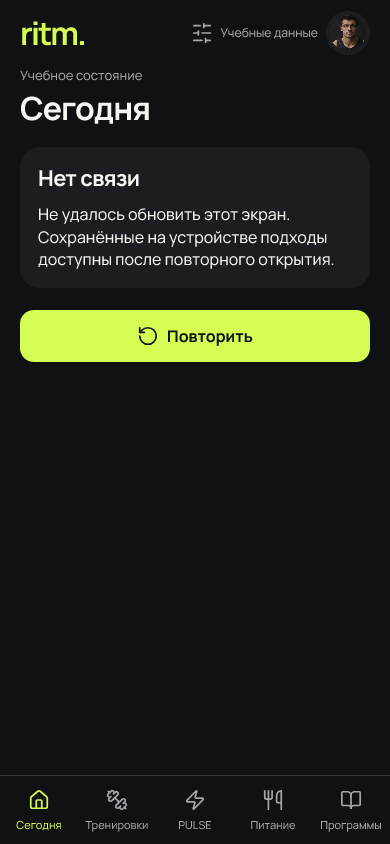 ritm.
Учебные данные
Учебное состояние
Сегодня
Нет связи
Не удалось обновить этот экран.
Сохранённые на устройстве подходы
доступны после повторного открытия.
Повторить
Сегодня
Тренировки
PULSE
Питание
Программы